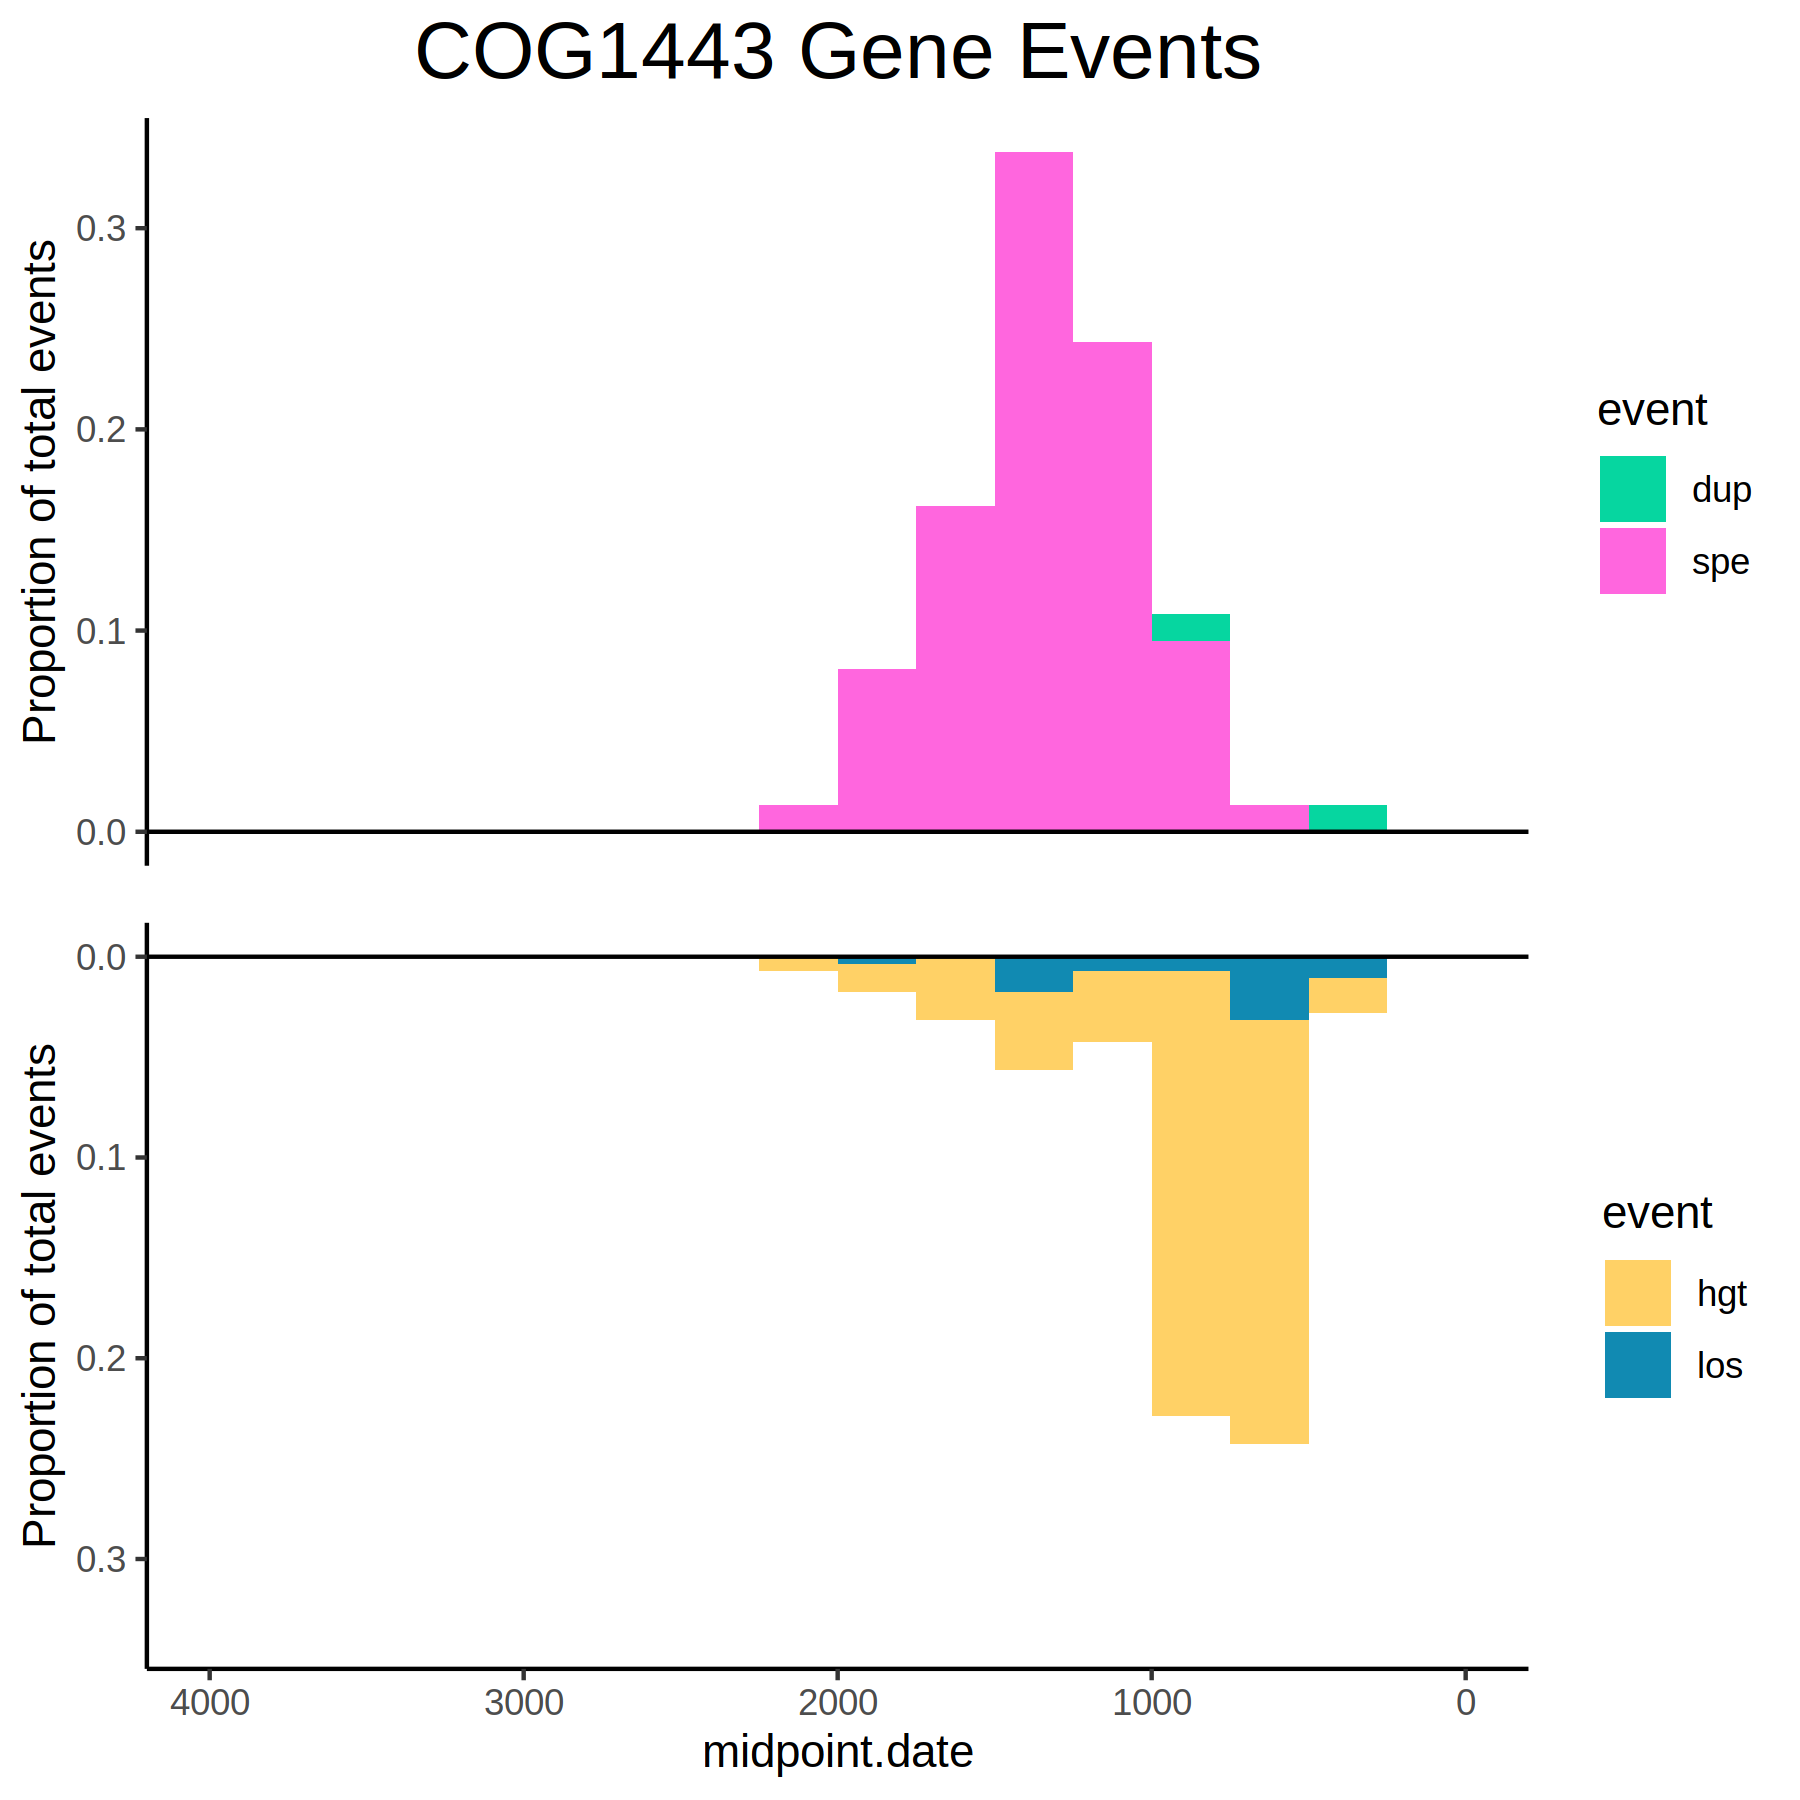 COG1443 Gene Events
Proportion of total events
0.3
0.2
0.1
0.0
event
dup
spe
Proportion of total events
0.0
0.1
0.2
0.3
event
hgt
los
4000 3000 2000 1000 0
midpoint.date